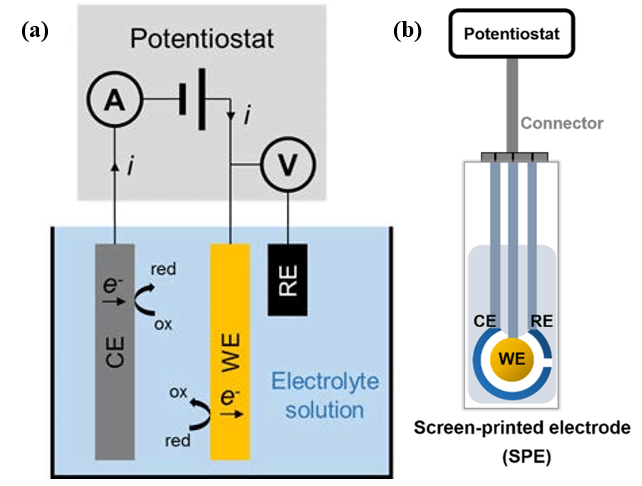 (a)
Potentiostat
A
i
i
V
CE
e-
red
ox
WE
ox
e-
red
RE
Electrolyte
solution
(b)
Potentiostat
Connector
CE
RE
WE
Screen-printed electrode
(SPE)